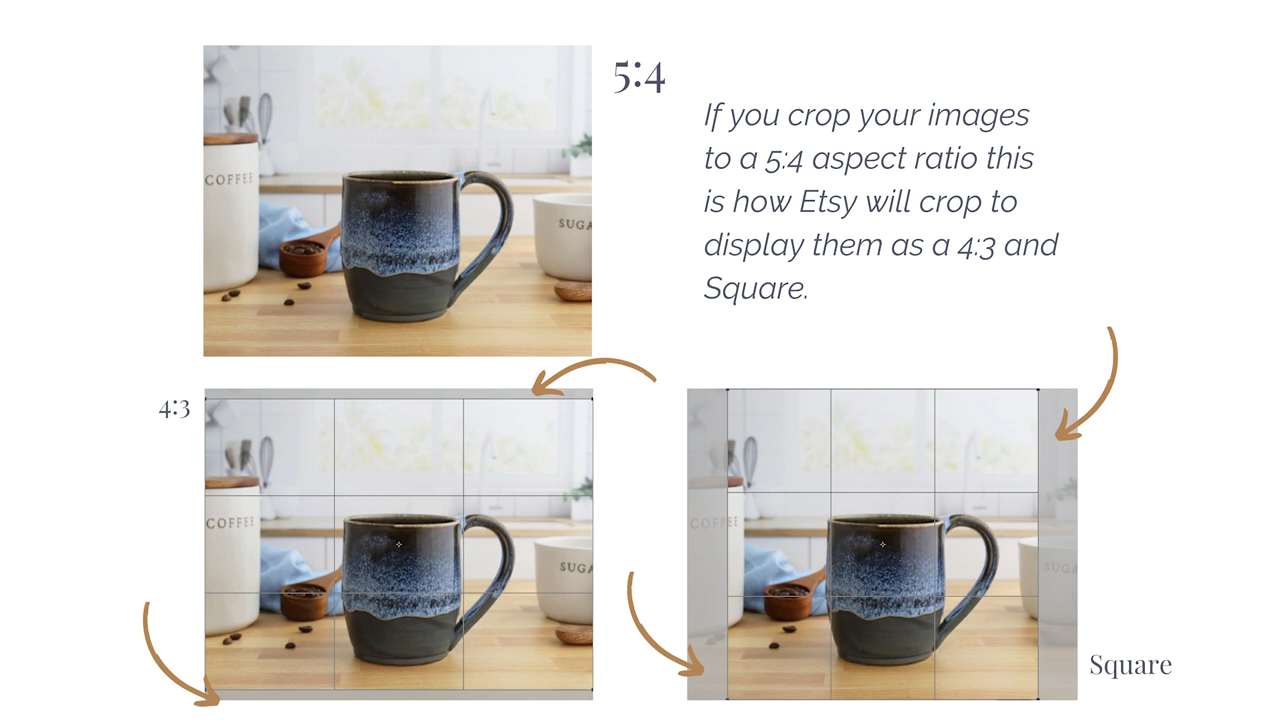 5:4
If you crop your images
to a 5:4 aspect ratio this
is how Etsy will crop to
display them as a 4:3 and
Square.
COFFEE
SUGA
4:3
COFFEE
SUGA
COFFEE
SUGA
Square